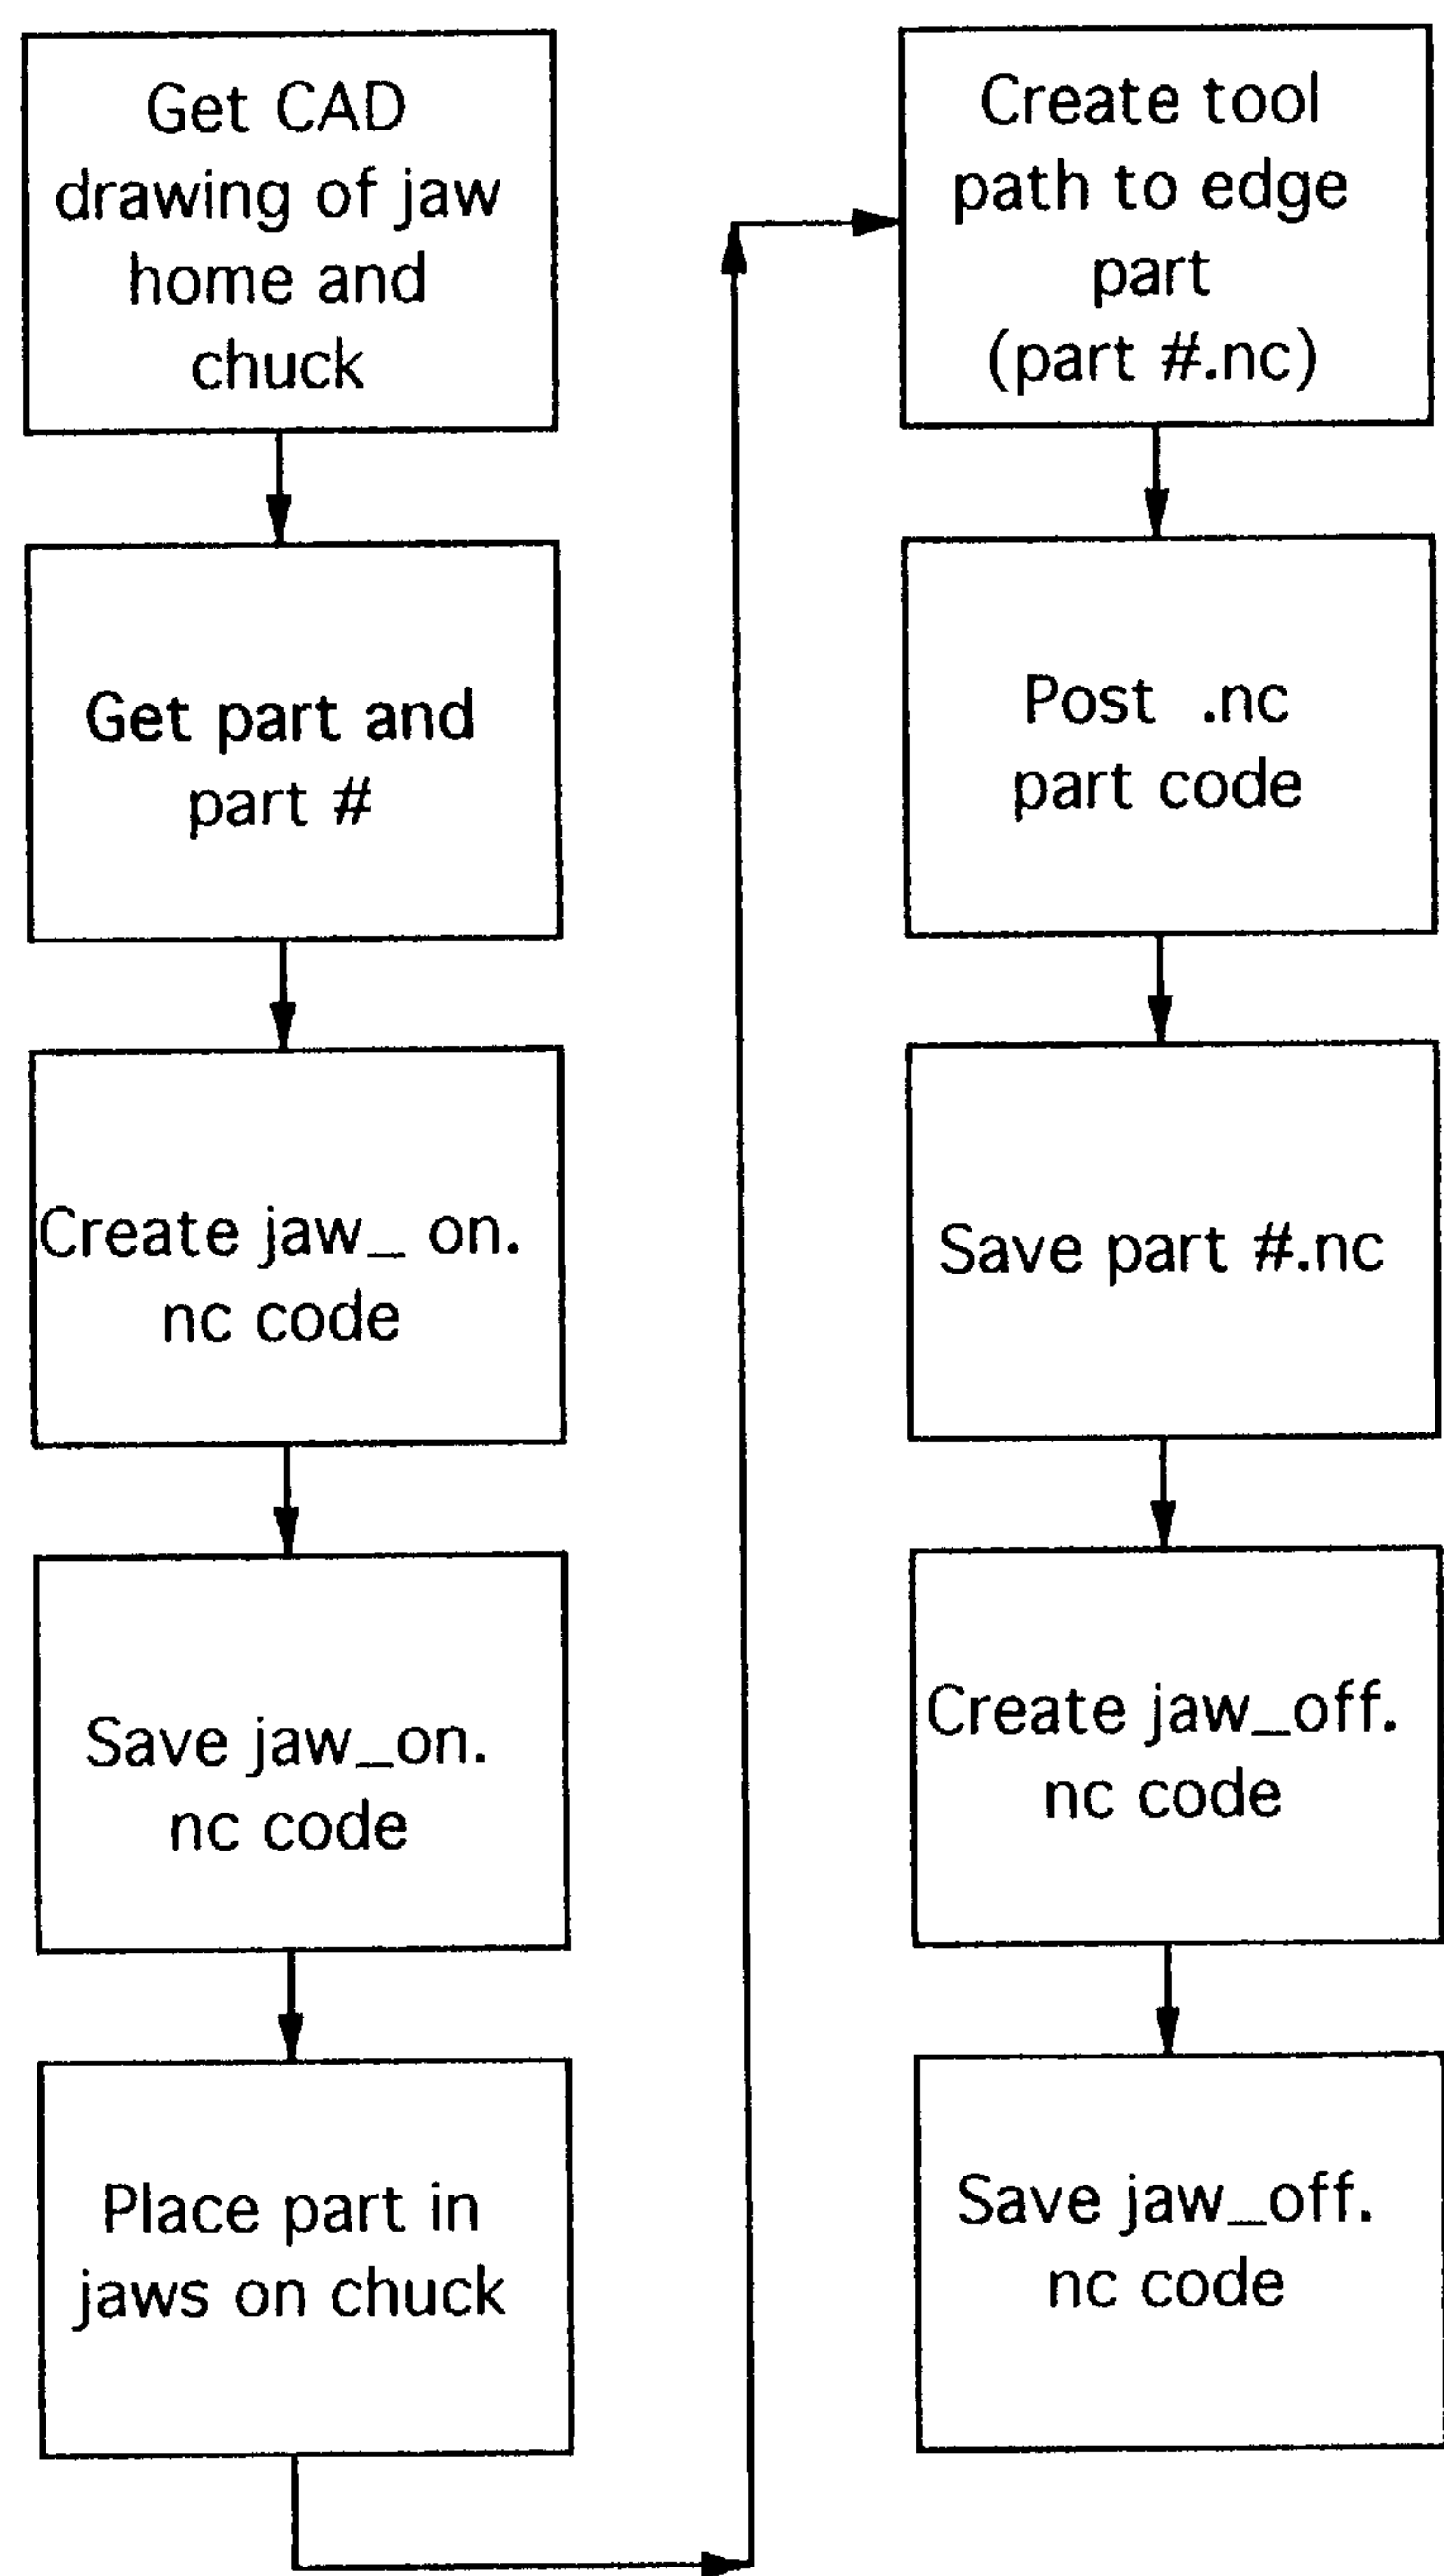 Get CAD
drawing of jaw
home and
chuck
Get part and
part #
Create jaw_ on.
nc code
Save jaw_on.
nc code
Place part in
jaws on chuck
Create tool
path to edge
part
(part #.nc)
Post .nc
part code
Save part #.nc
Create jaw_off.
nc code
Save jaw_off.
nc code